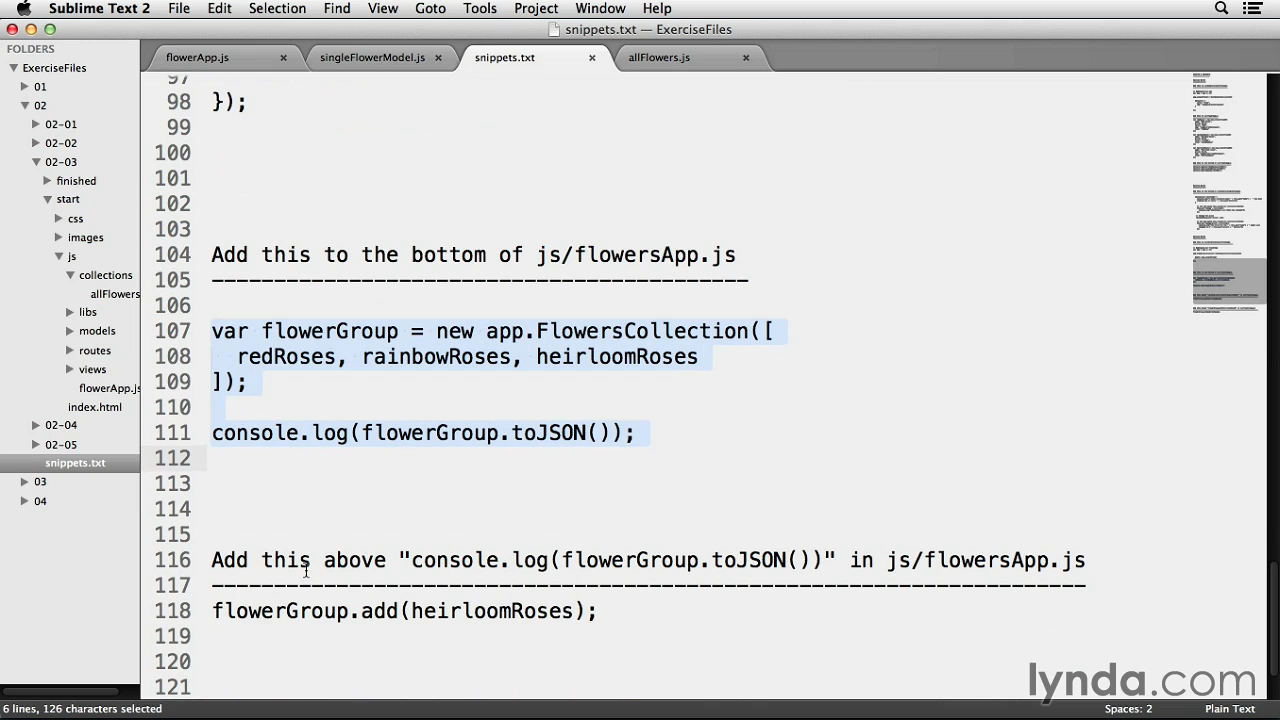 Sublime Text 2 File Edit Selection Find View Goto Tools Project Window Help
snippets.txt — ExerciseFiles
FOLDERS
ExerciseFiles
01
02
02-01
02-02
02-03
finished
start
css
images
js
collections
allFlowers
libs
models
routes
views
flowerApp.js
index.html
02-04
02-05
snippets.txt
03
04
flowerApp.js × singleFlowerModel.js × snippets.txt × allFlowers.js ×
97
98 });
99
100
101
102
103
104 Add this to the bottom of js/flowersApp.js
105 -------------------------------------------
106
107 var flowerGroup = new app.FlowersCollection([
108 redRoses, rainbowRoses, heirloomRoses
109 ]);
110
111 console.log(flowerGroup.toJSON());
112
113
114
115
116 Add this above "console.log(flowerGroup.toJSON())" in js/flowersApp.js
117 ----------------------------------------------------------------------
118 flowerGroup.add(heirloomRoses);
119
120
121
lynda.com
6 lines, 126 characters selected Spaces: 2 Plain Text